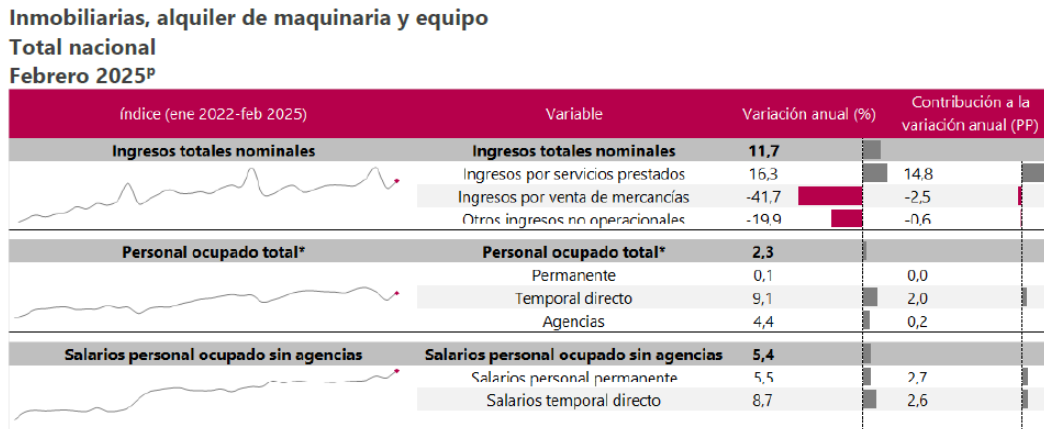 Inmobiliarias, alquiler de maquinaria y equipo
Total nacional
Febrero 2025ᵖ
índice (ene 2022-feb 2025) Variable Variación anual (%) Contribución a la variación anual (PP)
Ingresos totales nominales Ingresos totales nominales 11,7
Ingresos por servicios prestados 16,3 14,8
Ingresos por venta de mercancías -41,7 -2,5
Otros ingresos no operacionales -19,9 -0,6
Personal ocupado total* Personal ocupado total* 2,3
Permanente 0,1 0,0
Temporal directo 9,1 2,0
Agencias 4,4 0,2
Salarios personal ocupado sin agencias Salarios personal ocupado sin agencias 5,4
Salarios personal permanente 5,5 2,7
Salarios temporal directo 8,7 2,6